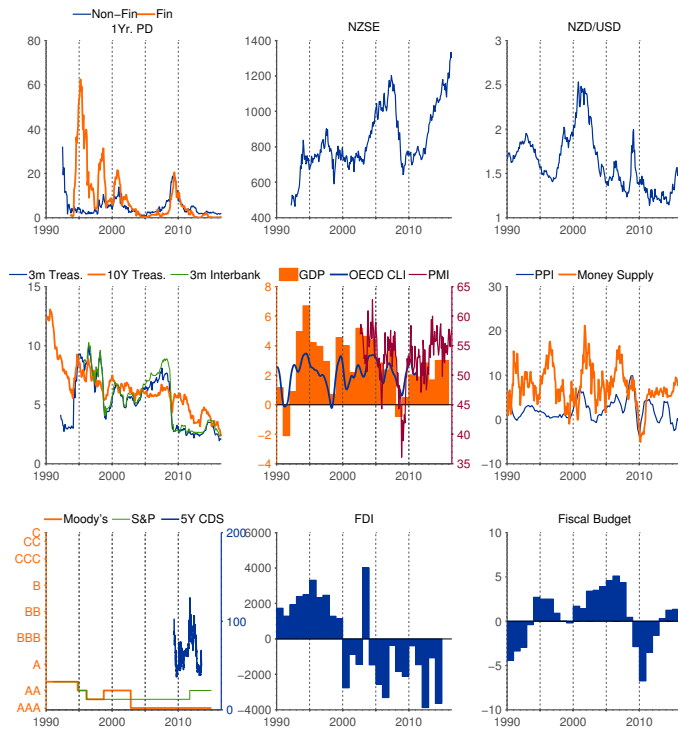 Non−Fin Fin
1Yr. PD
80
60
40
20
0
1990 2000 2010
NZSE
1400
1200
1000
800
600
400
1990 2000 2010
NZD/USD
3
2.5
2
1.5
1
1990 2000 2010
3m Treas. 10Y Treas. 3m Interbank
15
10
5
0
1990 2000 2010
GDP OECD CLI PMI
8
6
4
2
0
−2
−4
65
60
55
50
45
40
35
1990 2000 2010
PPI Money Supply
30
20
10
0
−10
1990 2000 2010
Moody's S&P 5Y CDS
C
CC
CCC
B
BB
BBB
A
AA
AAA
200
100
0
1990 2000 2010
FDI
6000
4000
2000
0
−2000
−4000
1990 2000 2010
Fiscal Budget
10
5
0
−5
−10
1990 2000 2010